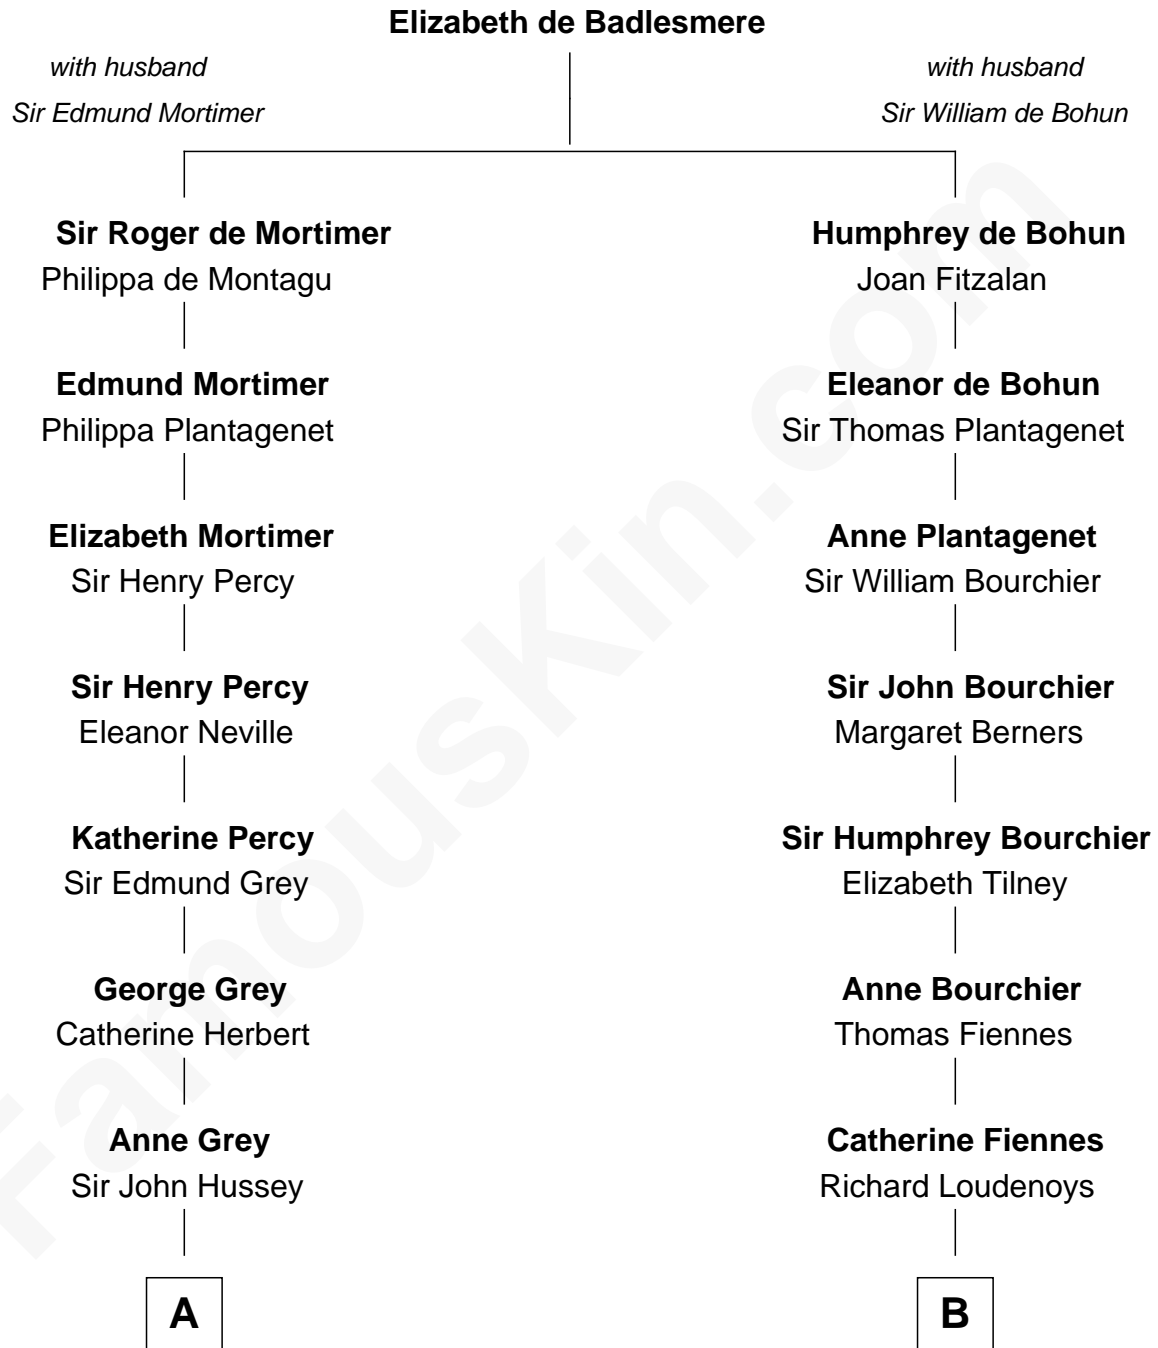 Elizabeth de Badlesmere
with husband
Sir Edmund Mortimer
with husband
Sir William de Bohun
Sir Roger de Mortimer
Philippa de Montagu
Humphrey de Bohun
Joan Fitzalan
Edmund Mortimer
Philippa Plantagenet
Eleanor de Bohun
Sir Thomas Plantagenet
Elizabeth Mortimer
Sir Henry Percy
Anne Plantagenet
Sir William Bourchier
Sir Henry Percy
Eleanor Neville
Sir John Bourchier
Margaret Berners
Katherine Percy
Sir Edmund Grey
Sir Humphrey Bourchier
Elizabeth Tilney
George Grey
Catherine Herbert
Anne Bourchier
Thomas Fiennes
Anne Grey
Sir John Hussey
Catherine Fiennes
Richard Loudenoys
A
B
FamousKin.com